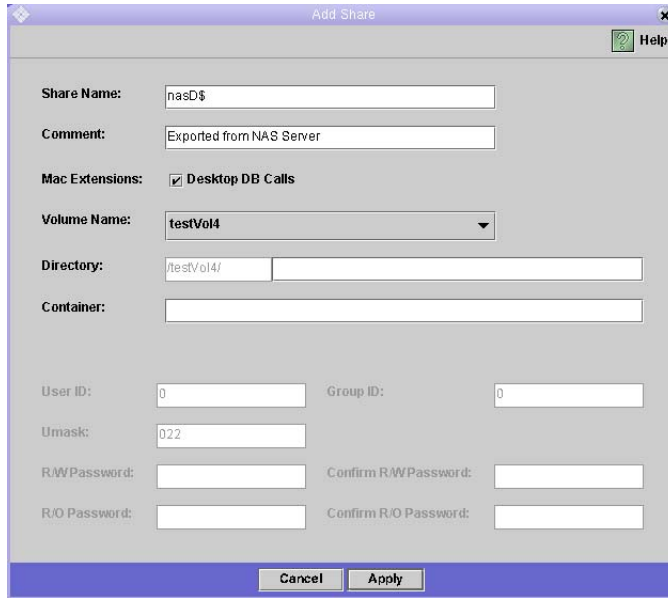 Add Share
Help
Share Name: nasD$
Comment: Exported from NAS Server
Mac Extensions: Desktop DB Calls
Volume Name: testVol4
Directory: /testVol4/
Container:
User ID: 0 Group ID: 0
Umask: 022
R/W Password: Confirm R/W Password:
R/O Password: Confirm R/O Password:
Cancel Apply